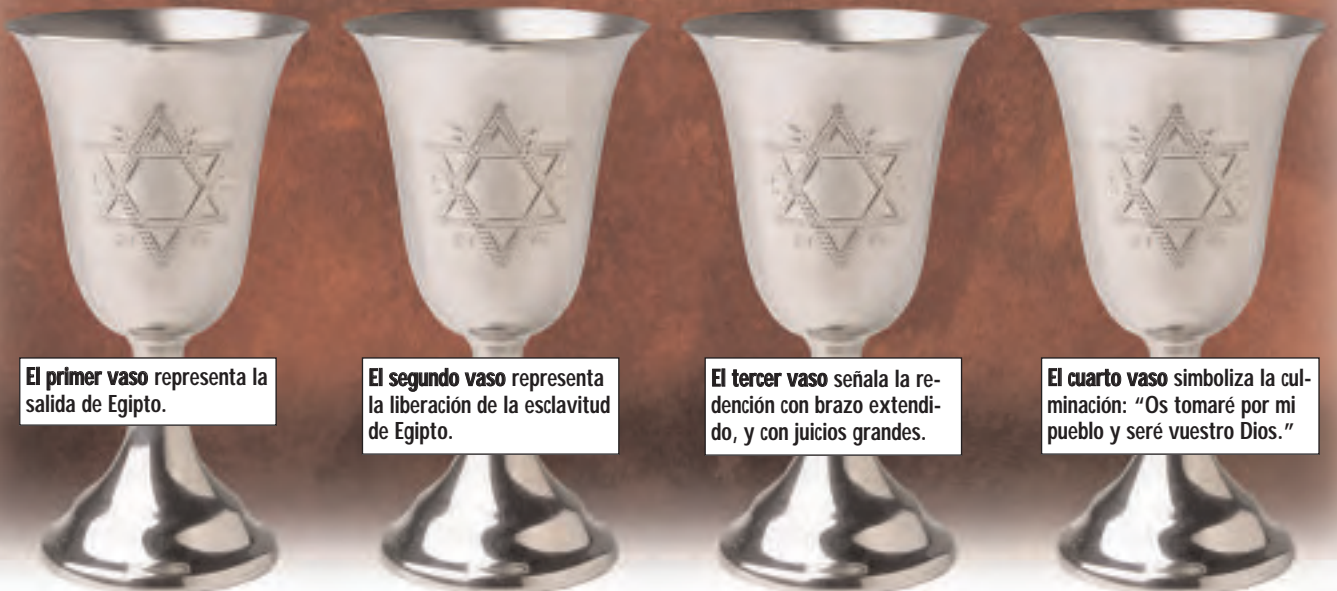 El primer vaso representa la
salida de Egipto.
El segundo vaso representa
la liberación de la esclavitud
de Egipto.
El tercer vaso señala la re-
dención con brazo extendi-
do, y con juicios grandes.
El cuarto vaso simboliza la cul-
minación: “Os tomaré por mi
pueblo y seré vuestro Dios.”